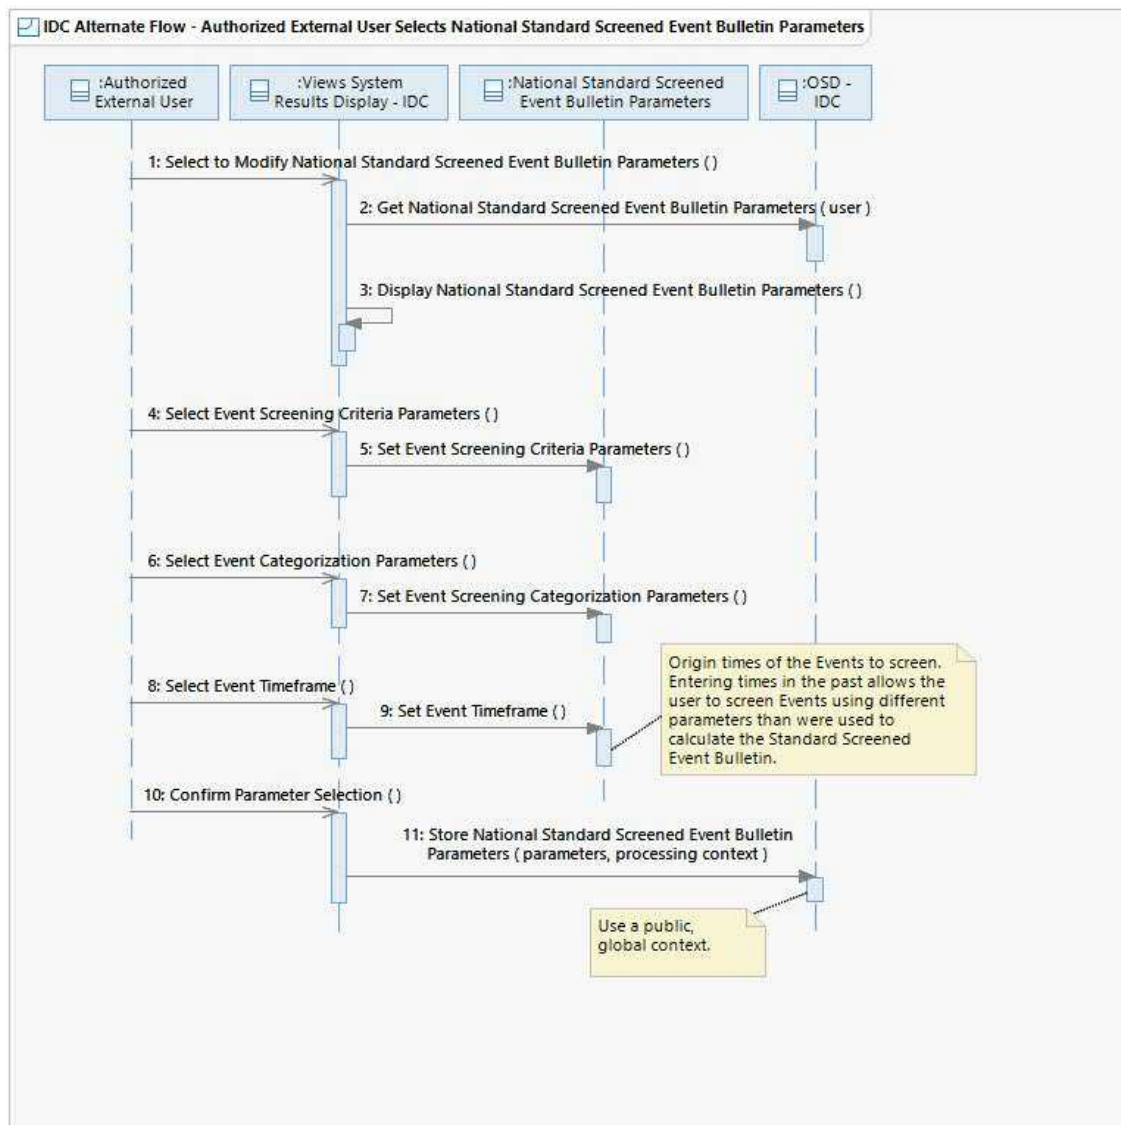 IDC Alternate Flow - Authorized External User Selects National Standard Screened Event Bulletin Parameters
:Authorized
External User
:Views System
Results Display - IDC
:National Standard Screened
Event Bulletin Parameters
:OSD -
IDC
1: Select to Modify National Standard Screened Event Bulletin Parameters ( )
2: Get National Standard Screened Event Bulletin Parameters ( user )
3: Display National Standard Screened Event Bulletin Parameters ( )
4: Select Event Screening Criteria Parameters ( )
5: Set Event Screening Criteria Parameters ( )
6: Select Event Categorization Parameters ( )
7: Set Event Screening Categorization Parameters ( )
Origin times of the Events to screen.
Entering times in the past allows the
user to screen Events using different
parameters than were used to
calculate the Standard Screened
Event Bulletin.
8: Select Event Timeframe ( )
9: Set Event Timeframe ( )
10: Confirm Parameter Selection ( )
11: Store National Standard Screened Event Bulletin
Parameters ( parameters, processing context )
Use a public,
global context.